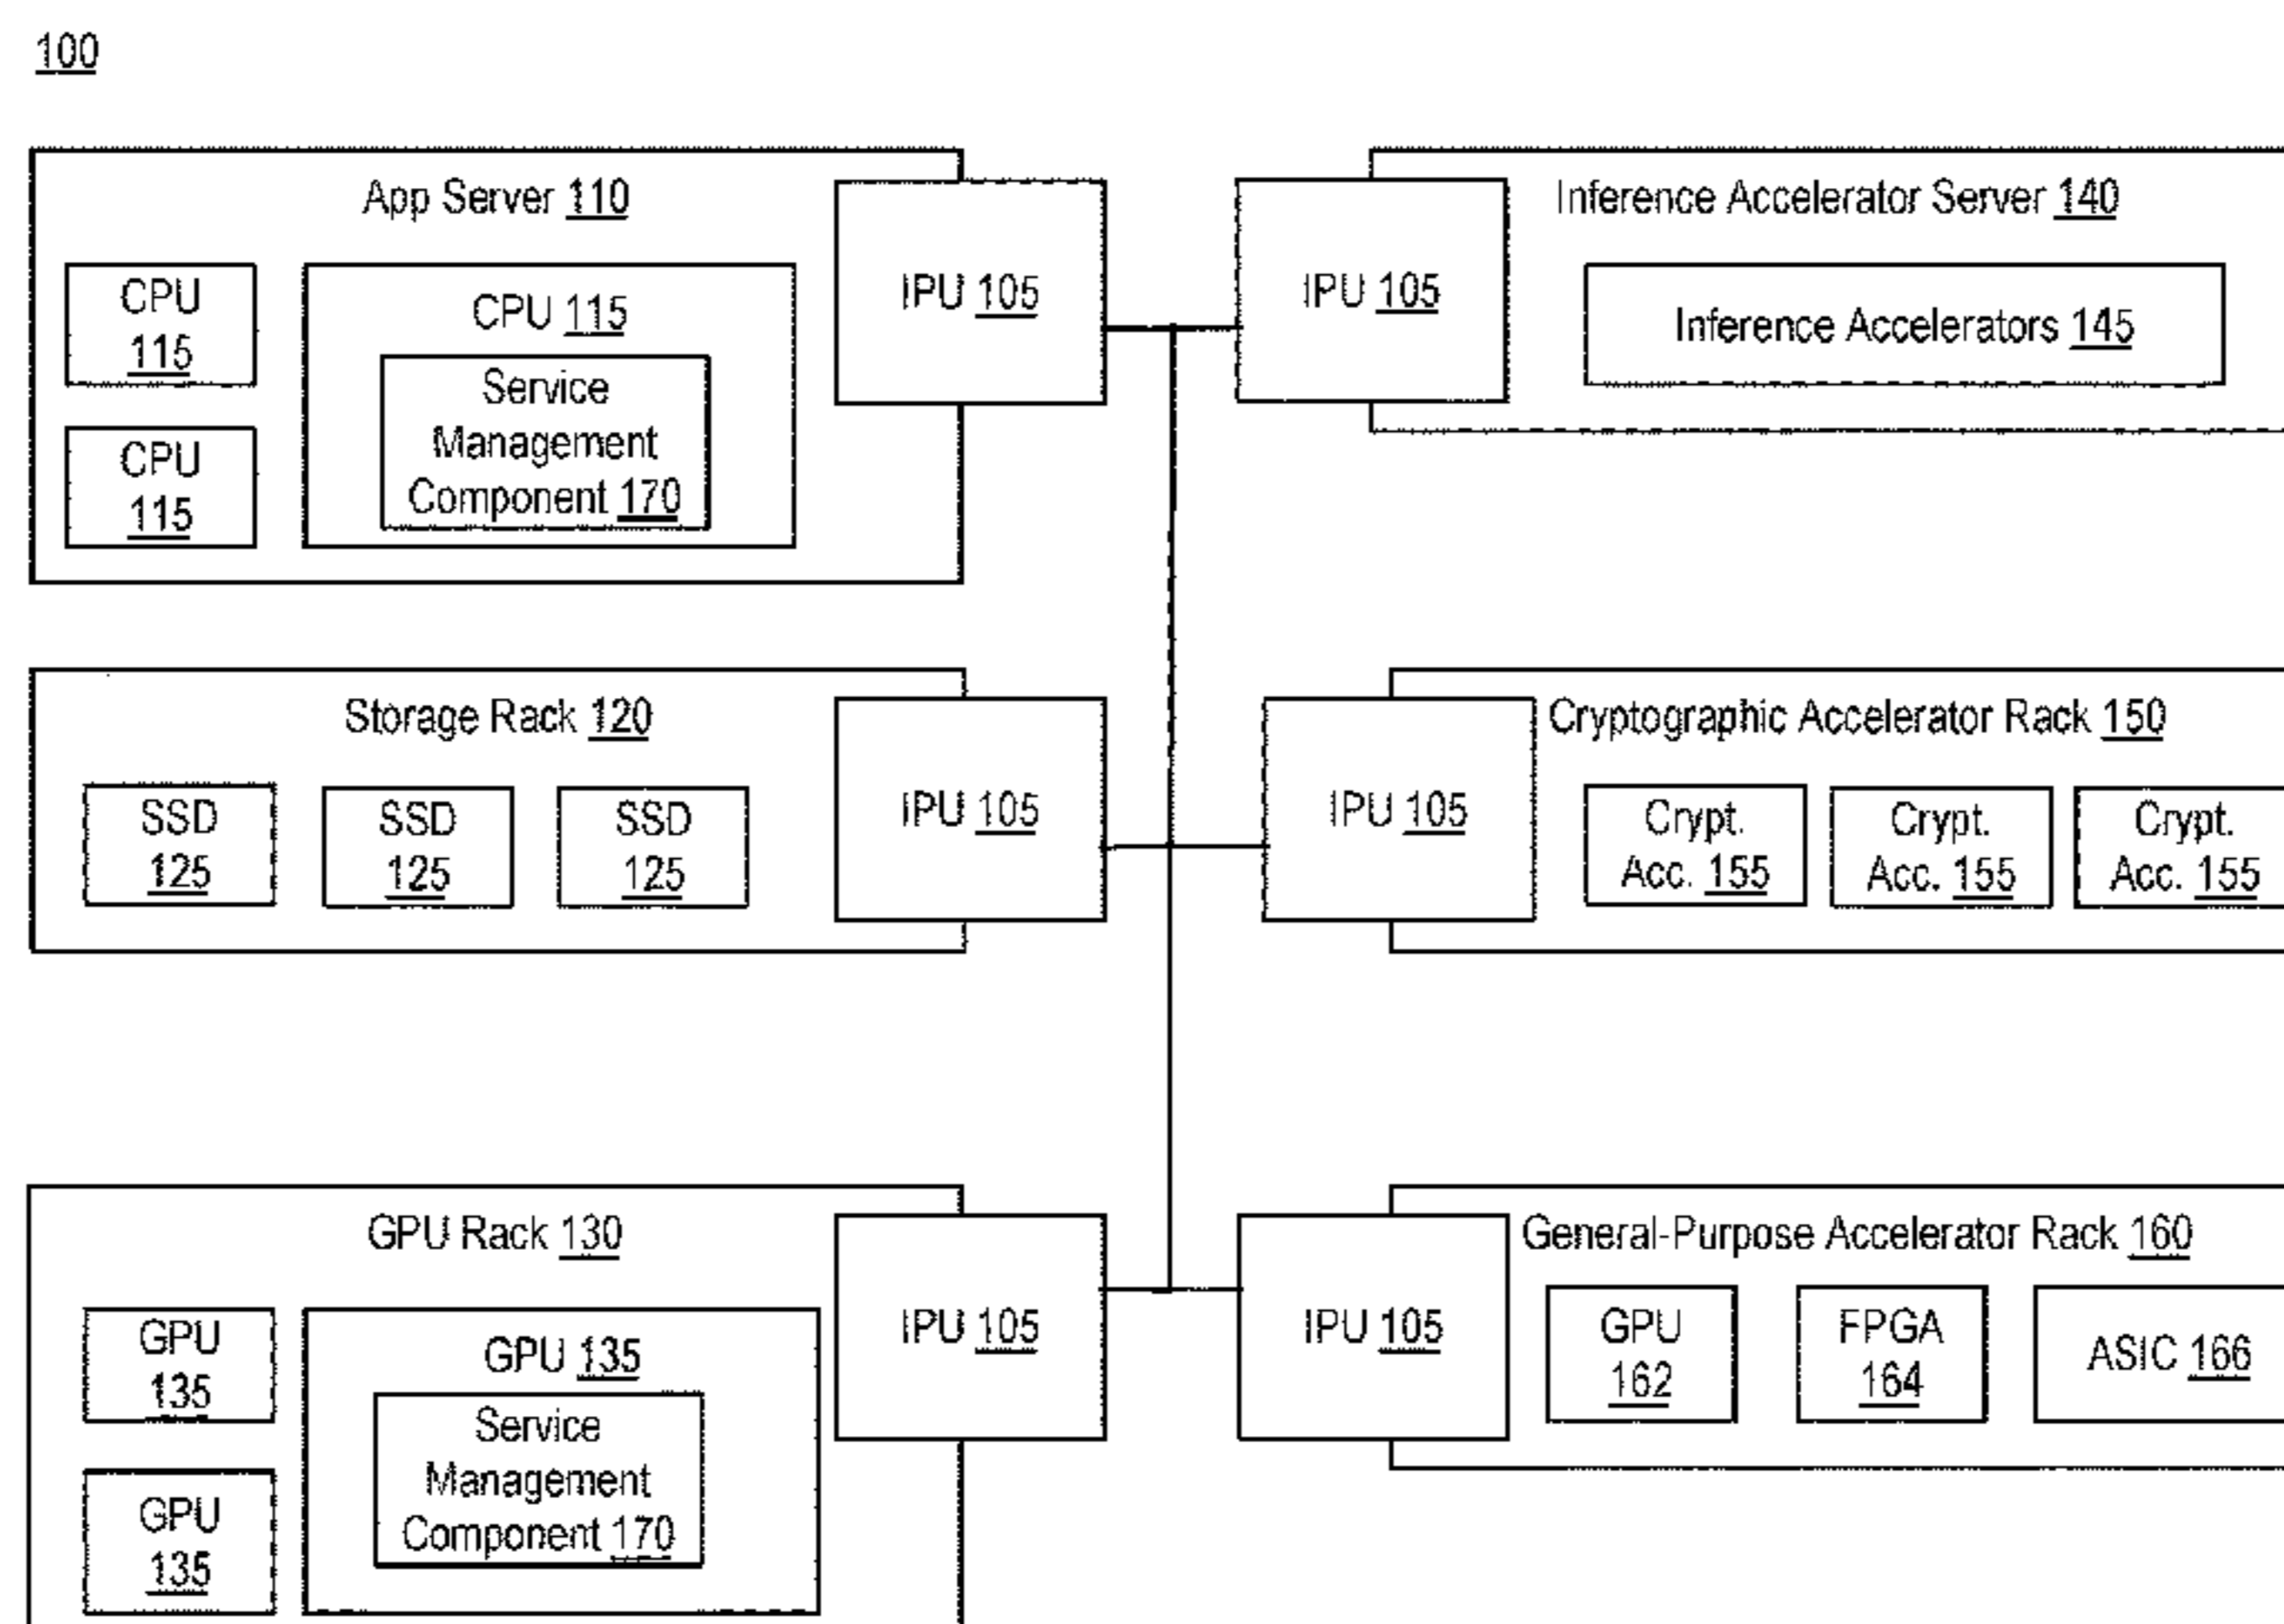 100
App Server 110
CPU
115
CPU
115
CPU 115
Service
Management
Component 170
IPU 105
IPU 105
Inference Accelerator Server 140
Inference Accelerators 145
Storage Rack 120
SSD
125
SSD
125
SSD
125
IPU 105
IPU 105
Cryptographic Accelerator Rack 150
Crypt.
Acc. 155
Crypt.
Acc. 155
Crypt.
Acc. 155
GPU Rack 130
GPU
135
GPU
135
GPU 135
Service
Management
Component 170
IPU 105
IPU 105
General-Purpose Accelerator Rack 160
GPU
162
FPGA
164
ASIC 166